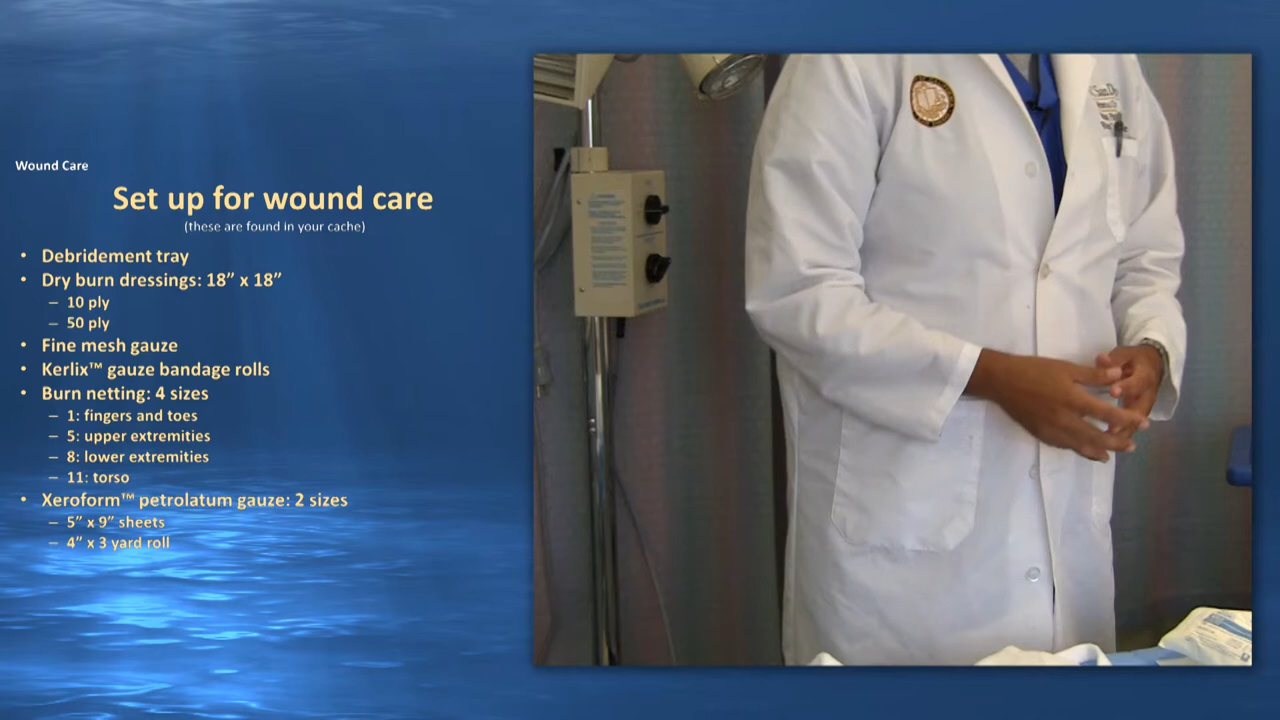 Wound Care
Set up for wound care
(these are found in your cache)
• Debridement tray
• Dry burn dressings: 18” x 18”
– 10 ply
– 50 ply
• Fine mesh gauze
• Kerlix™ gauze bandage rolls
• Burn netting: 4 sizes
– 1: fingers and toes
– 5: upper extremities
– 8: lower extremities
– 11: torso
• Xeroform™ petrolatum gauze: 2 sizes
– 5” x 9” sheets
– 4” x 3 yard roll